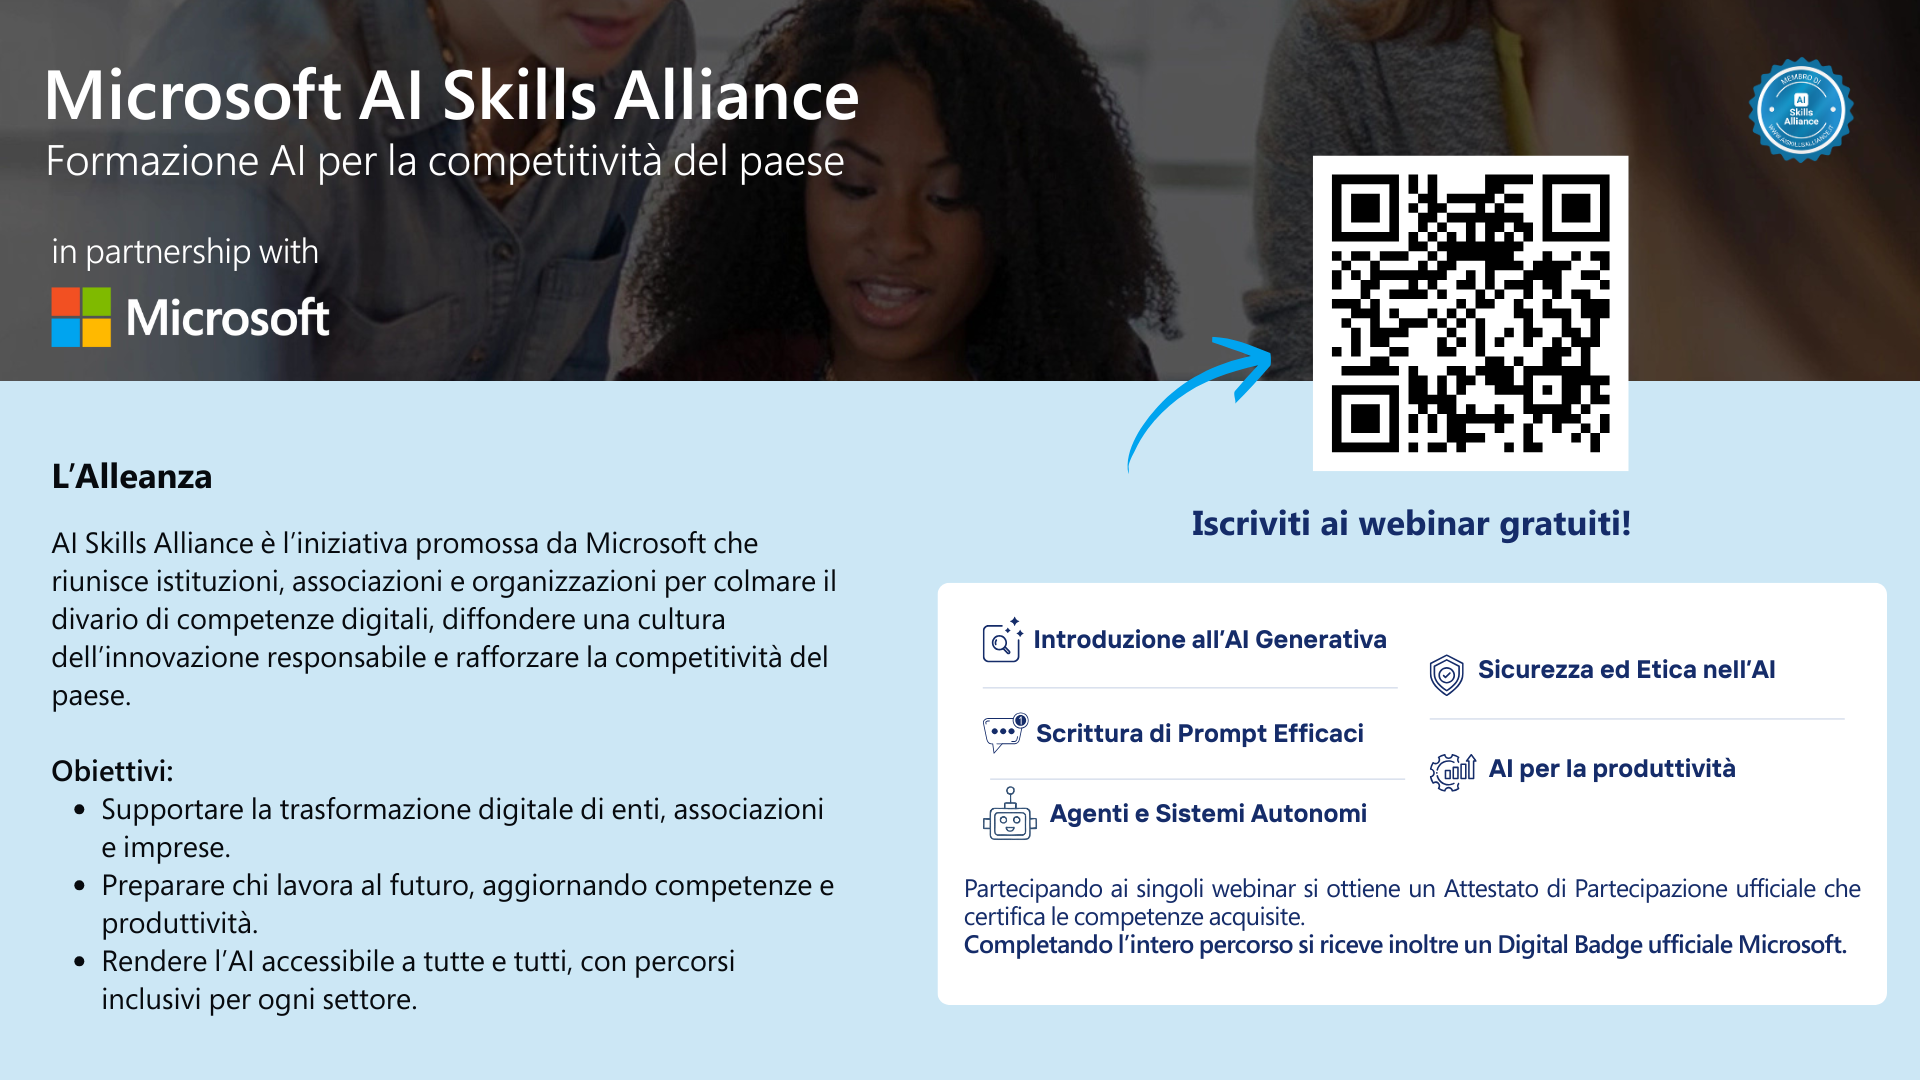 Microsoft AI Skills Alliance
Formazione AI per la competitività del paese
in partnership with
Microsoft
MEMBRO DI
AI
Skills
Alliance
WWW.AISKILLSALLIANCE.IT
L’Alleanza
AI Skills Alliance è l’iniziativa promossa da Microsoft che
riunisce istituzioni, associazioni e organizzazioni per colmare il
divario di competenze digitali, diffondere una cultura
dell’innovazione responsabile e rafforzare la competitività del
paese.
Obiettivi:
• Supportare la trasformazione digitale di enti, associazioni
e imprese.
• Preparare chi lavora al futuro, aggiornando competenze e
produttività.
• Rendere l’AI accessibile a tutte e tutti, con percorsi
inclusivi per ogni settore.
Iscriviti ai webinar gratuiti!
Introduzione all’AI Generativa
1
Scrittura di Prompt Efficaci
Agenti e Sistemi Autonomi
Sicurezza ed Etica nell’AI
AI per la produttività
Partecipando ai singoli webinar si ottiene un Attestato di Partecipazione ufficiale che
certifica le competenze acquisite.
Completando l’intero percorso si riceve inoltre un Digital Badge ufficiale Microsoft.